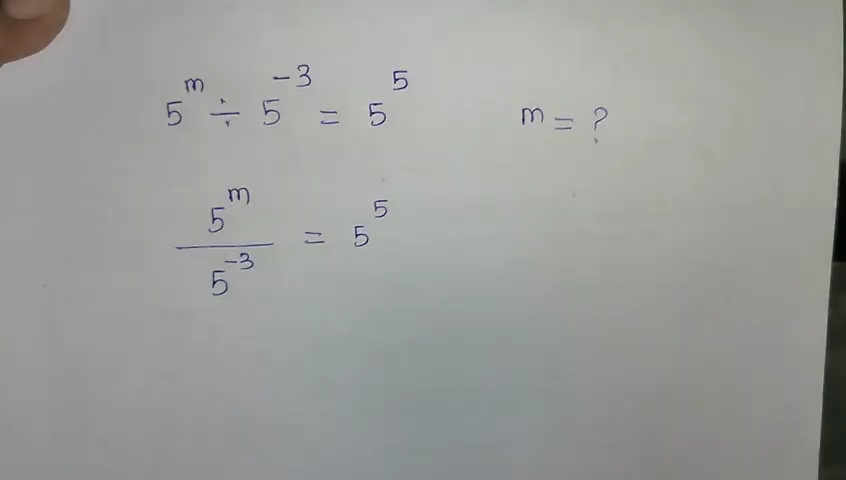 5^m ÷ 5^-3 = 5^5 m = ?
5^m / 5^-3 = 5^5